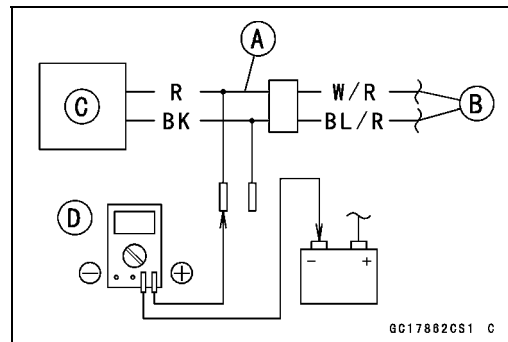 A
R
W/R
C
B
BK
BL/R
D
- +
- +
GC17862CS1 C